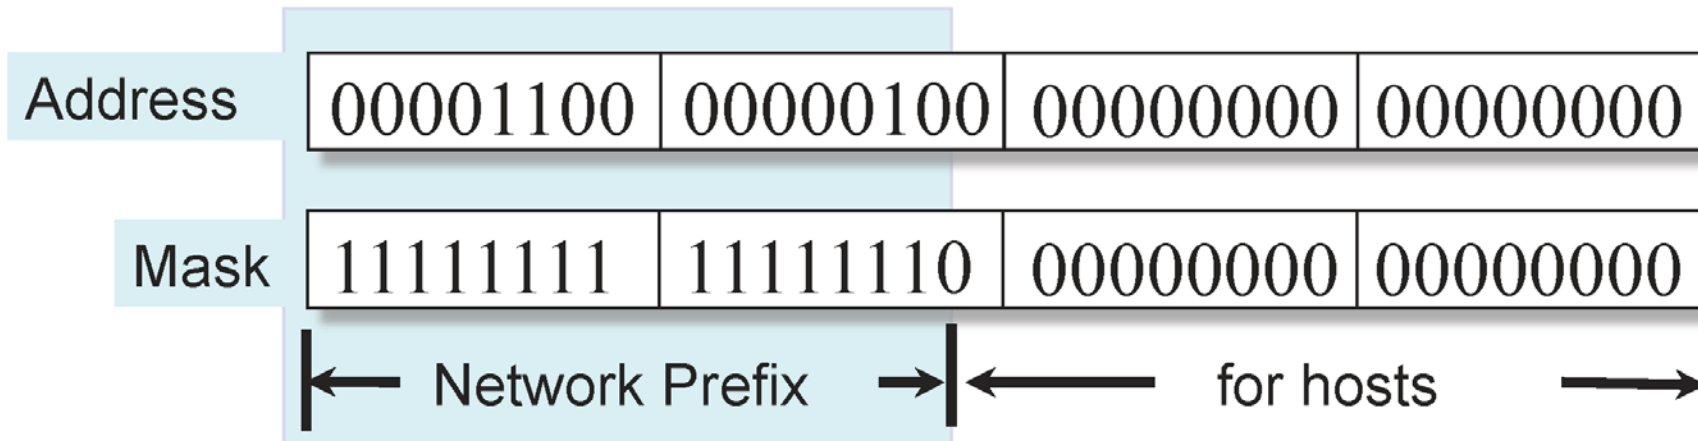 Address 00001100 00000100 00000000 00000000
Mask 11111111 11111110 00000000 00000000
Network Prefix for hosts